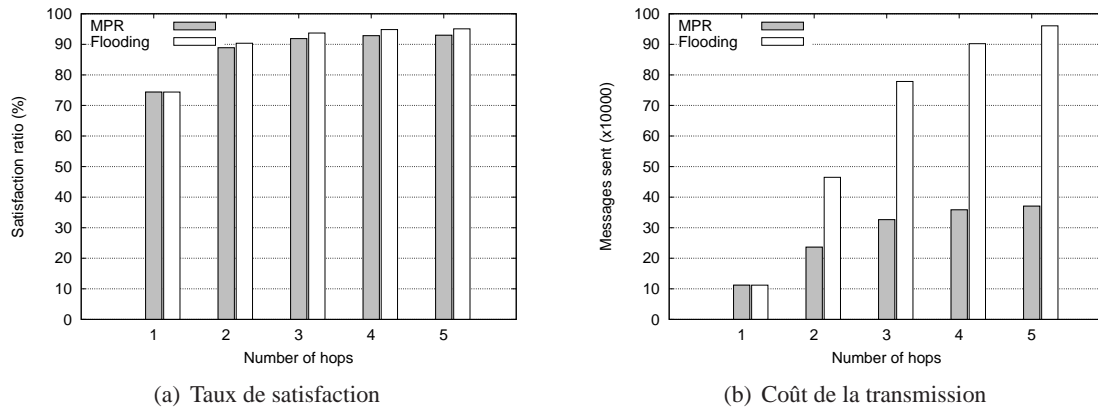 100
90
80
70
60
50
40
30
20
10
0
Satisfaction ratio (%)
MPR
Flooding
1 2 3 4 5
Number of hops
(a) Taux de satisfaction
100
90
80
70
60
50
40
30
20
10
0
Messages sent (x10000)
MPR
Flooding
1 2 3 4 5
Number of hops
(b) Coût de la transmission